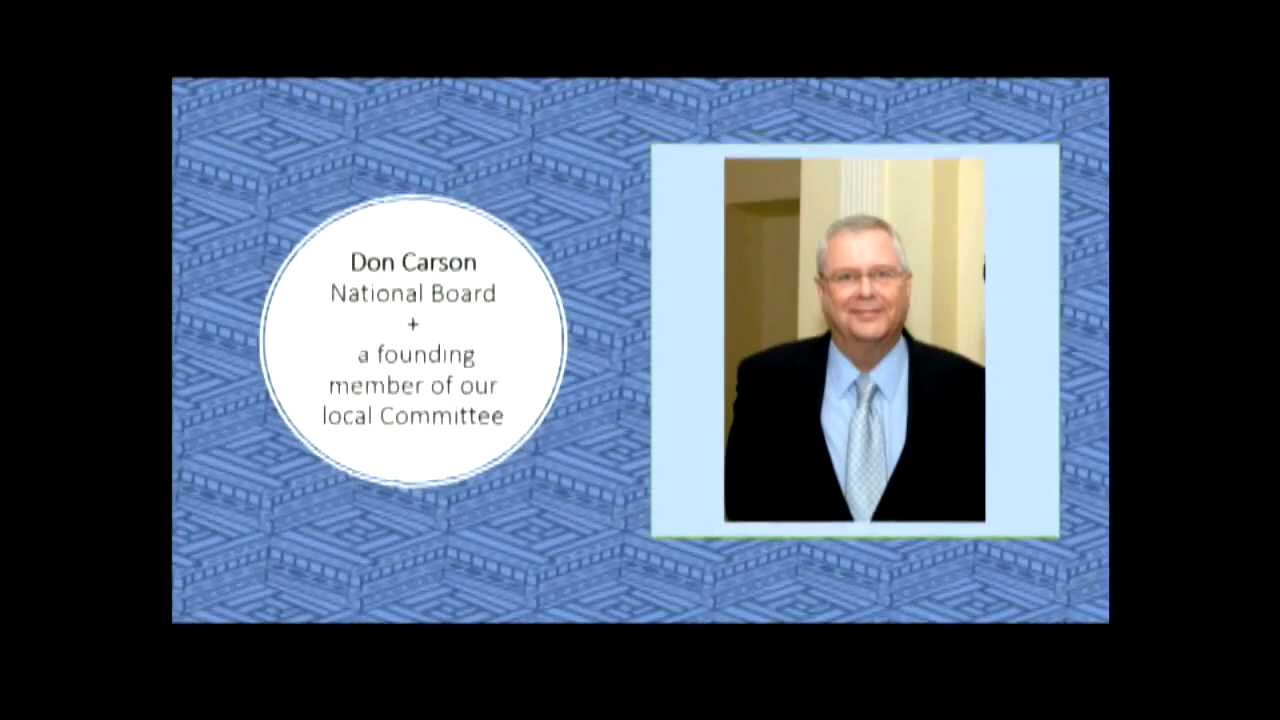 Don Carson
National Board
+
a founding
member of our
local Committee